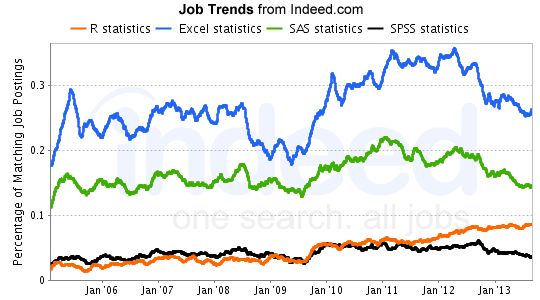 Job Trends from Indeed.com
R statistics Excel statistics SAS statistics SPSS statistics
Percentage of Matching Job Postings
0.3
0.2
0.1
0
indeed
one search. all jobs.
Jan '06 Jan '07 Jan '08 Jan '09 Jan '10 Jan '11 Jan '12 Jan '13